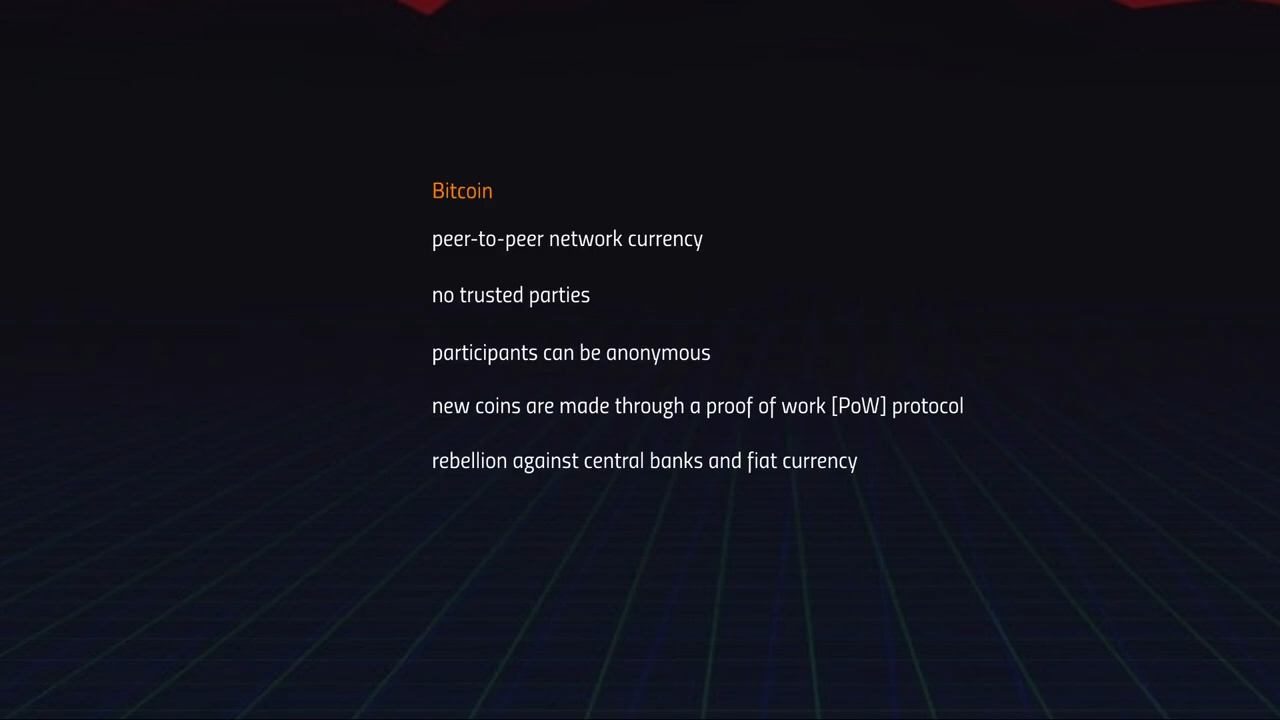 Bitcoin
peer-to-peer network currency
no trusted parties
participants can be anonymous
new coins are made through a proof of work [PoW] protocol
rebellion against central banks and fiat currency